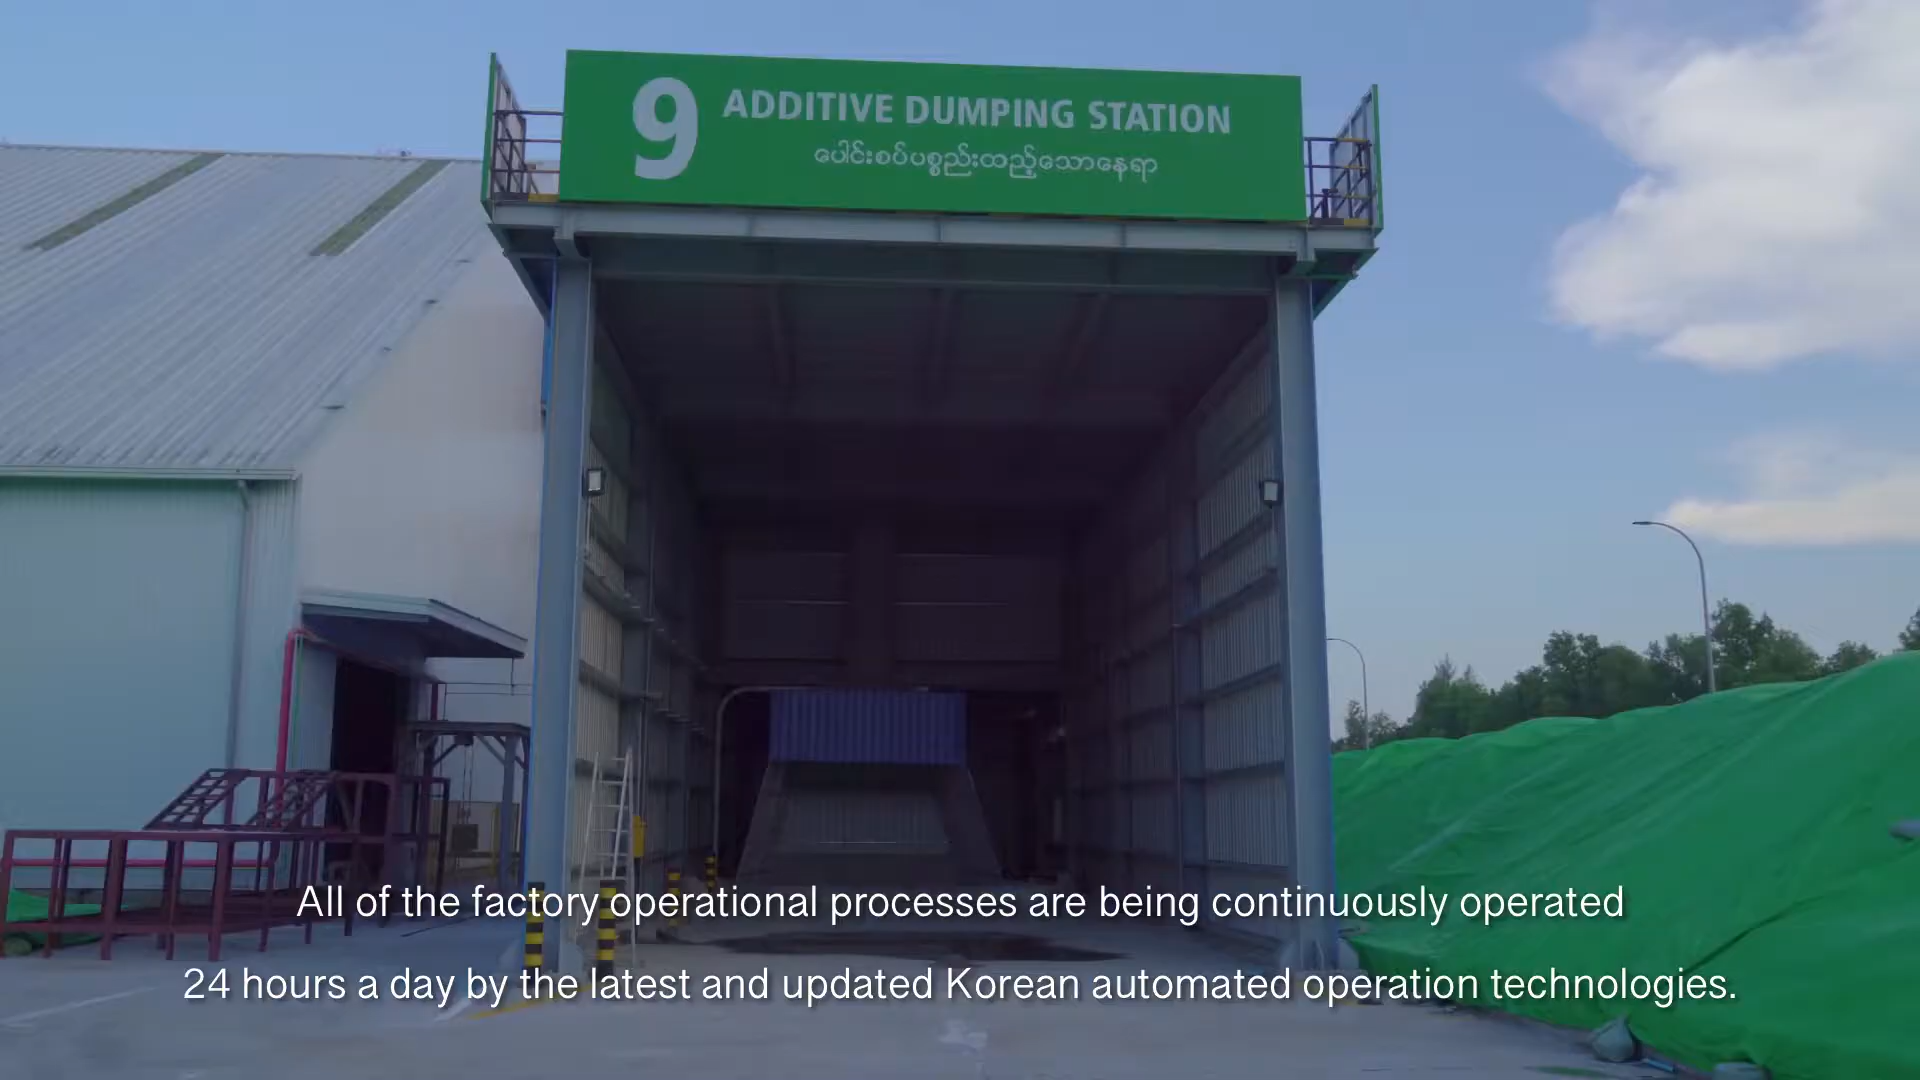 9 ADDITIVE DUMPING STATION
ပေါင်းစပ်ပစ္စည်းထည့်သောနေရာ
All of the factory operational processes are being continuously operated
24 hours a day by the latest and updated Korean automated operation technologies.